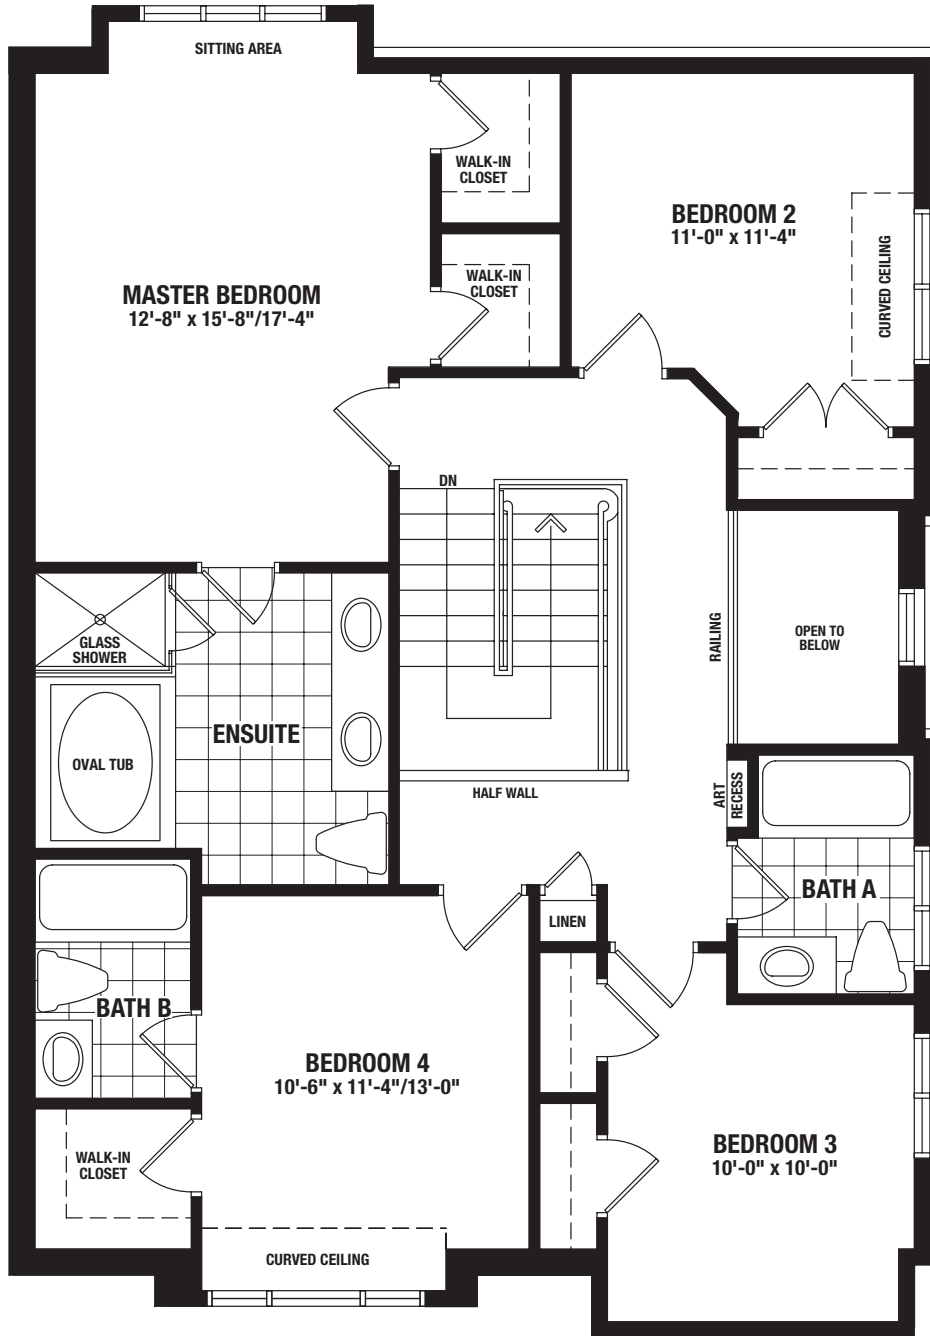 SITTING AREA
WALK-IN
CLOSET
BEDROOM 2
11'-0" x 11'-4"
CURVED CEILING
WALK-IN
CLOSET
MASTER BEDROOM
12'-8" x 15'-8"/17'-4"
DN
GLASS
SHOWER
RAILING
OPEN TO
BELOW
ENSUITE
OVAL TUB
HALF WALL
ART
RECESS
BATH A
LINEN
BATH B
BEDROOM 4
10'-6" x 11'-4"/13'-0"
WALK-IN
CLOSET
BEDROOM 3
10'-0" x 10'-0"
CURVED CEILING